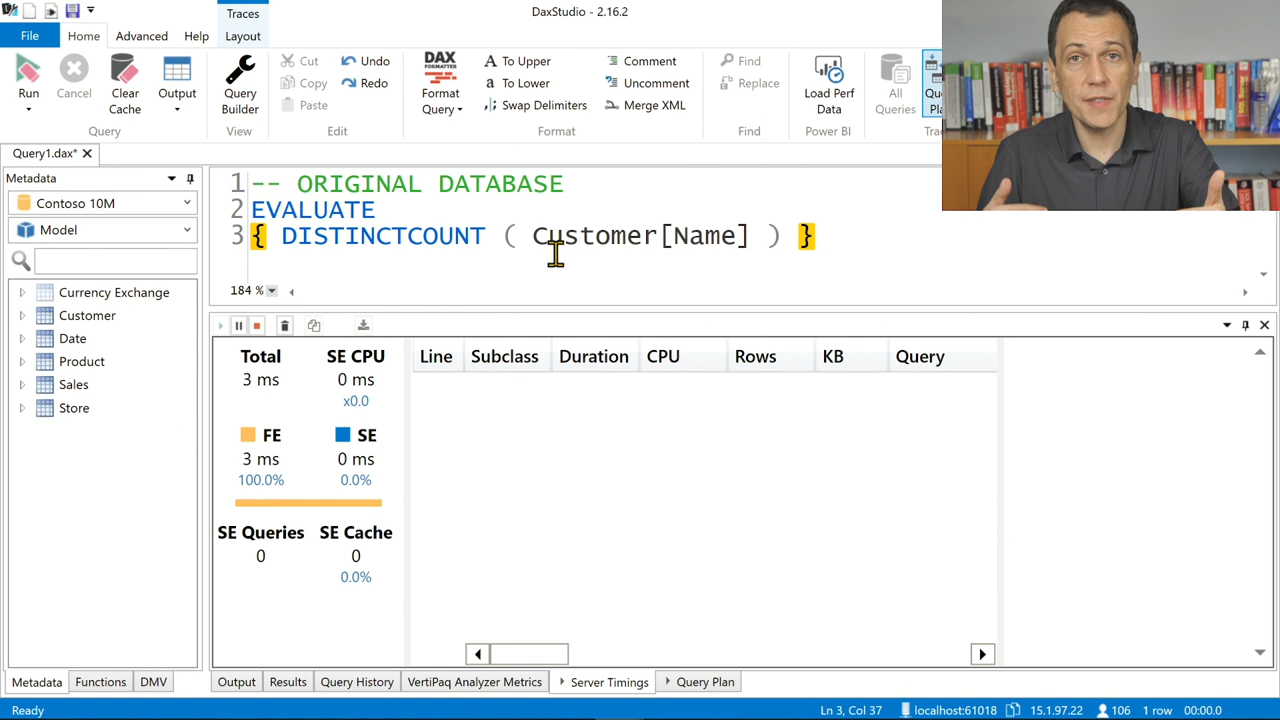 Traces
DaxStudio - 2.16.2
File Home Advanced Help Layout
Run
Cancel
Clear Cache
Output
Query
Query Builder
View
Cut
Copy
Paste
Undo
Redo
Edit
DAX FORMATTER
Format Query
To Upper
To Lower
Swap Delimiters
Comment
Uncomment
Merge XML
Format
Find
Replace
Find
Load Perf Data
Power BI
All Queries
Query1.dax*
Metadata
Contoso 10M
Model
Currency Exchange
Customer
Date
Product
Sales
Store
1 -- ORIGINAL DATABASE
2 EVALUATE
3 { DISTINCTCOUNT ( Customer[Name] ) }
184 %
Total SE CPU
3 ms 0 ms
x0.0
FE SE
3 ms 0 ms
100.0% 0.0%
SE Queries SE Cache
0 0
0.0%
Line Subclass Duration CPU Rows KB Query
Metadata Functions DMV
Output Results Query History VertiPaq Analyzer Metrics Server Timings Query Plan
Ready
Ln 3, Col 37 localhost:61018 15.1.97.22 106 1 row 00:00.0